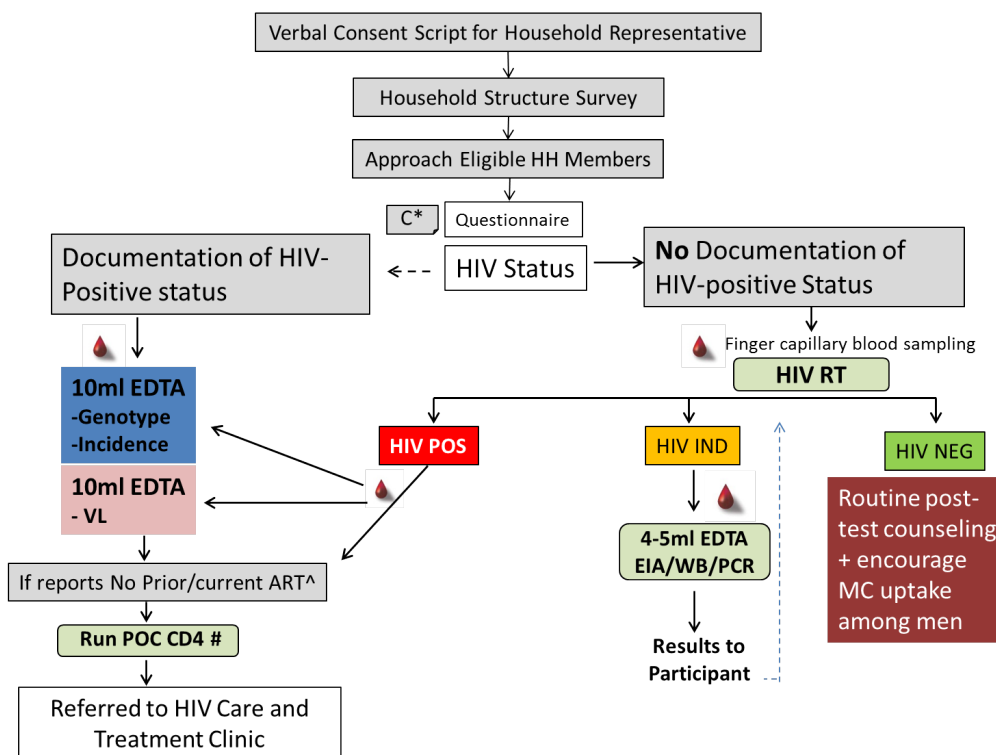 Verbal Consent Script for Household Representative
Household Structure Survey
Approach Eligible HH Members
C*
Questionnaire
HIV Status
Documentation of HIV-
Positive status
No Documentation of
HIV-positive Status
Finger capillary blood sampling
HIV RT
10ml EDTA
-Genotype
-Incidence
10ml EDTA
- VL
HIV POS
HIV IND
HIV NEG
4-5ml EDTA
EIA/WB/PCR
Routine post-
test counseling
+ encourage
MC uptake
among men
If reports No Prior/current ART^
Run POC CD4 #
Results to
Participant
Referred to HIV Care and
Treatment Clinic